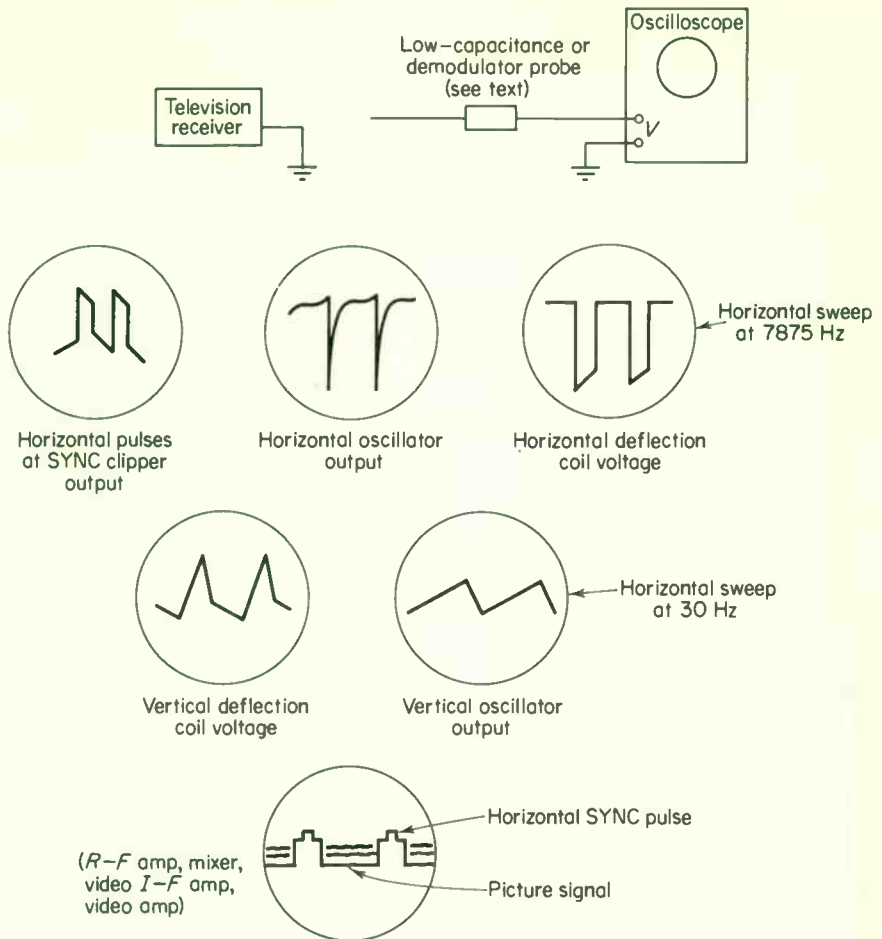 Oscilloscope
Low-capacitance or
demodulator probe
(see text)
Television
receiver
V
Horizontal sweep
at 7875 Hz
Horizontal pulses
at SYNC clipper
output
Horizontal oscillator
output
Horizontal deflection
coil voltage
Horizontal sweep
at 30 Hz
Vertical deflection
coil voltage
Vertical oscillator
output
Horizontal SYNC pulse
(R-F amp, mixer,
video I-F amp,
video amp)
Picture signal